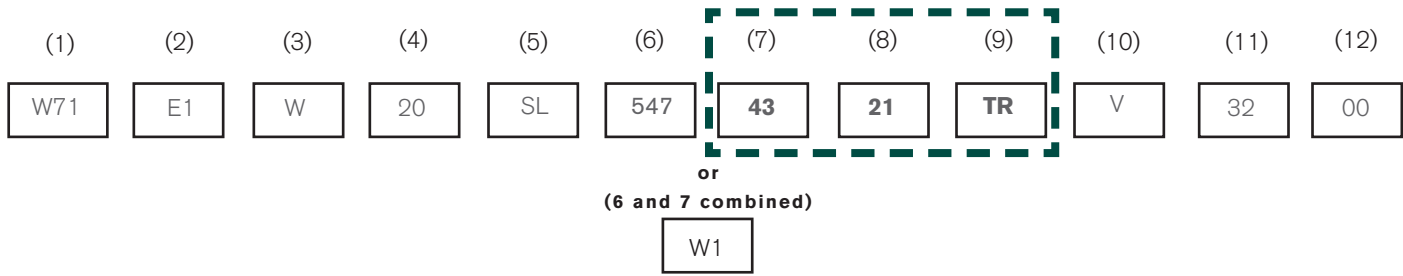 (1) (2) (3) (4) (5) (6) (7) (8) (9) (10) (11) (12)
W71 E1 W 20 SL 547 43 21 TR V 32 00
or
(6 and 7 combined)
W1